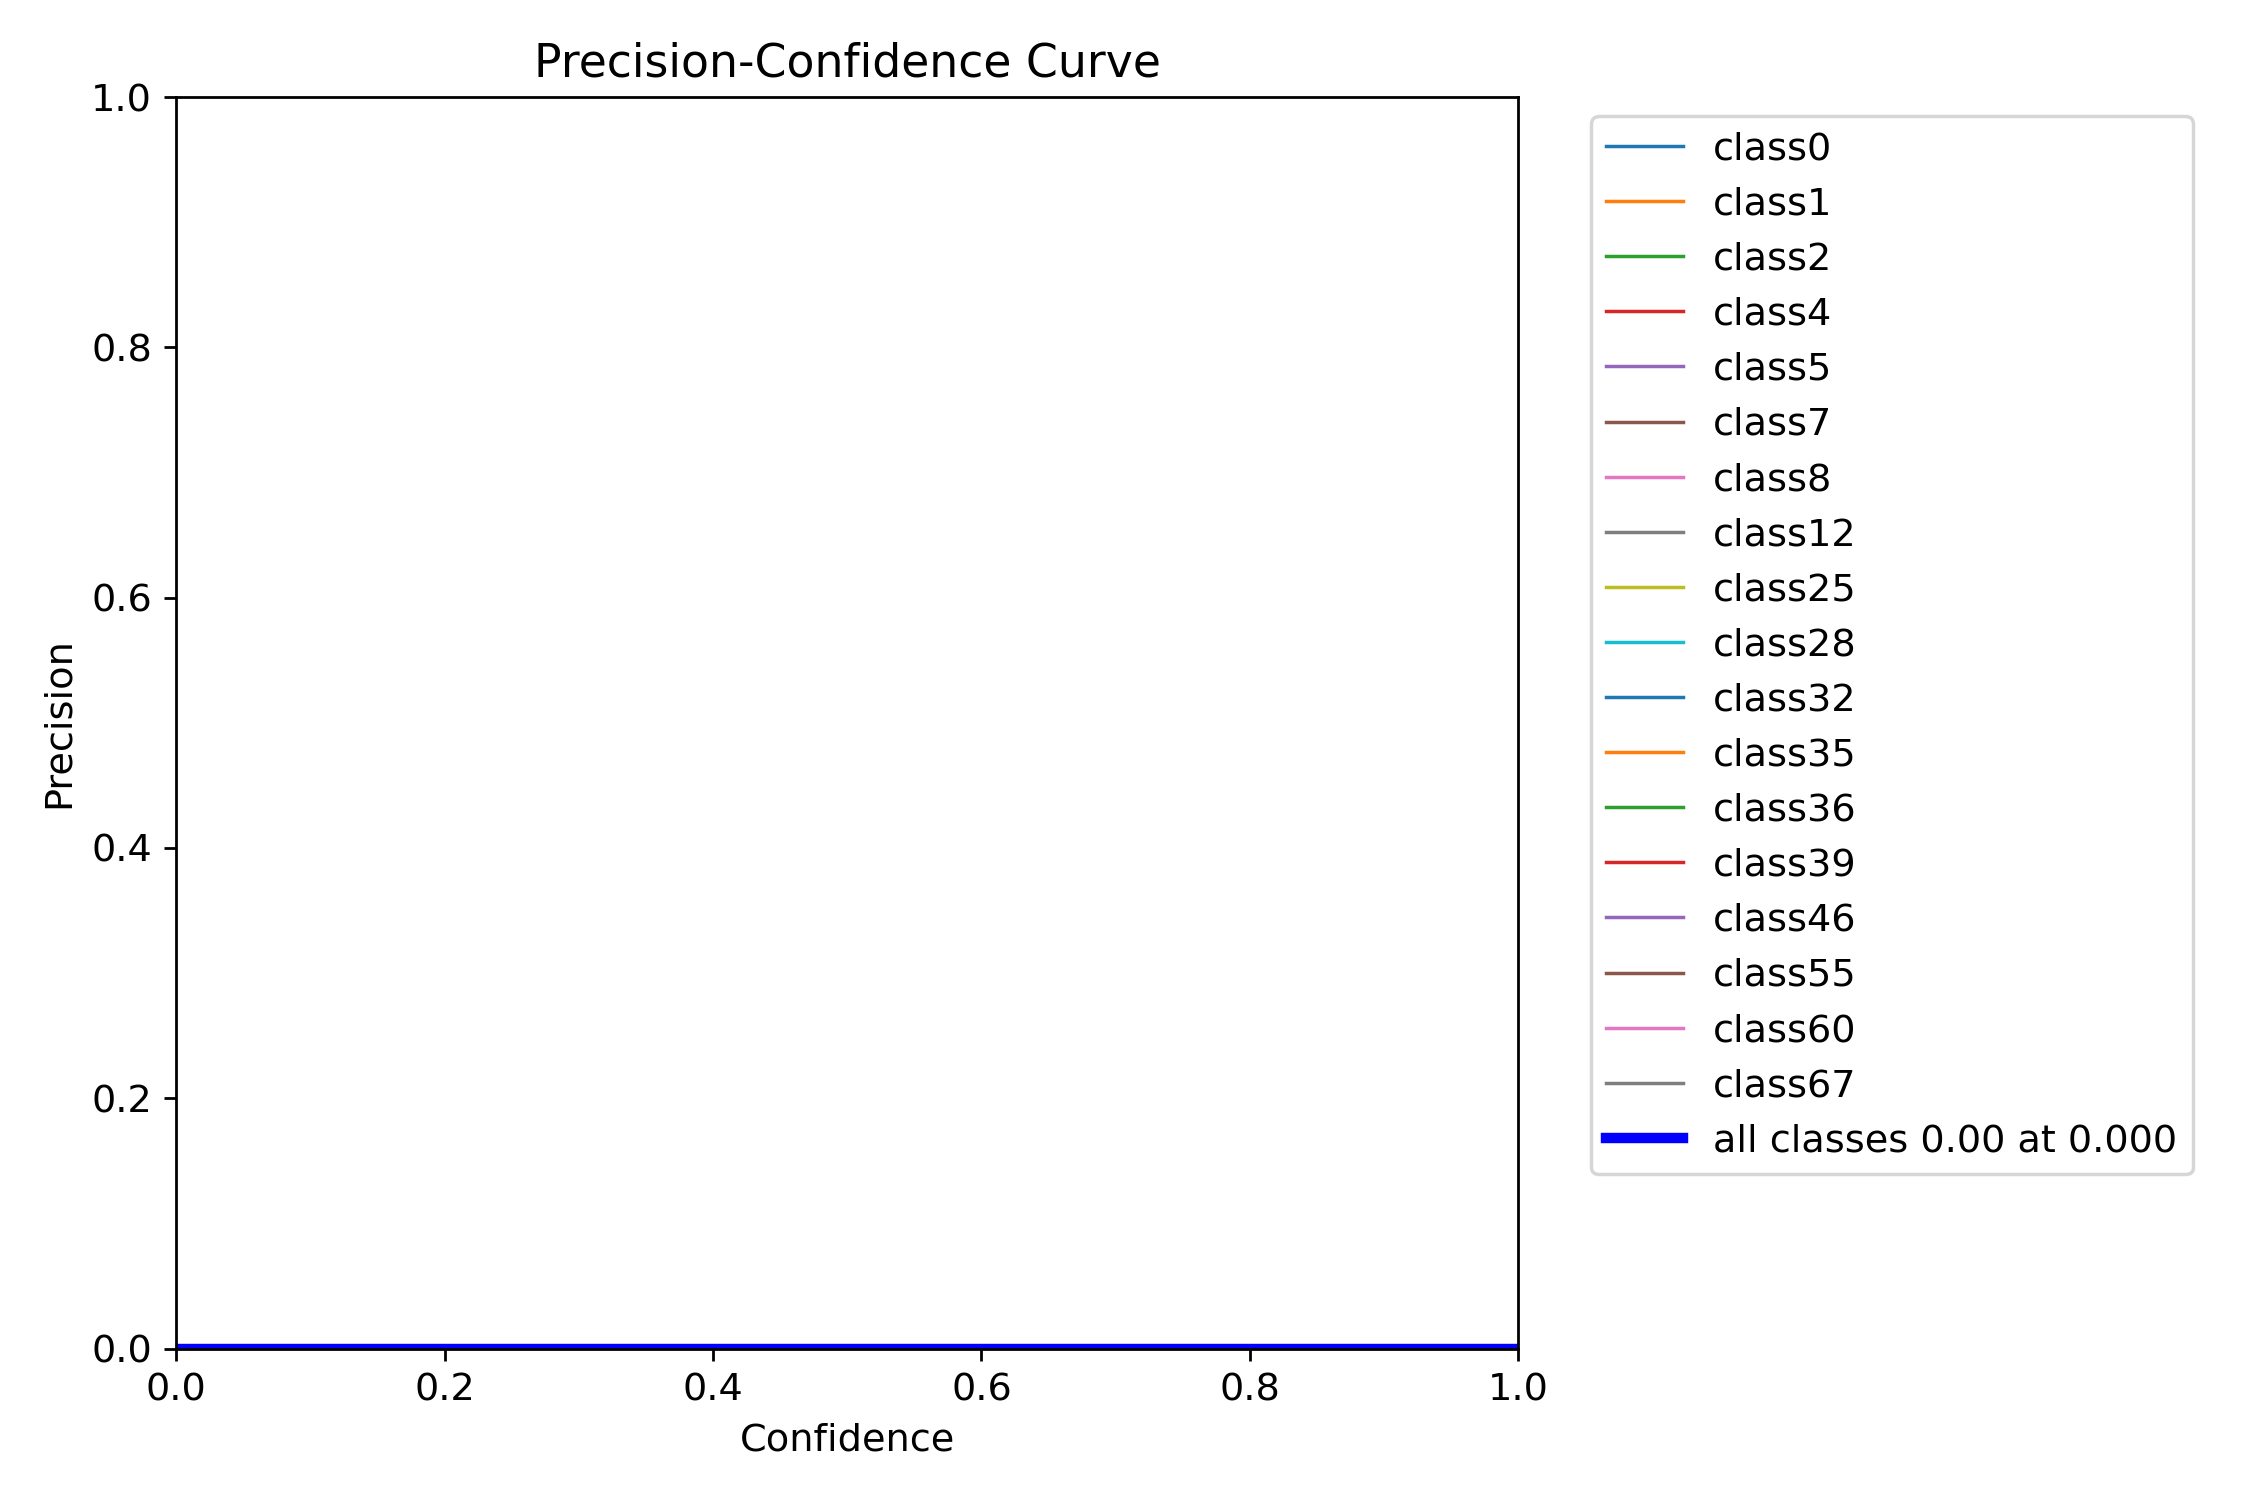 Precision-Confidence Curve
1.0
0.8
0.6
0.4
0.2
0.0
Precision
0.0 0.2 0.4 0.6 0.8 1.0
Confidence
class0
class1
class2
class4
class5
class7
class8
class12
class25
class28
class32
class35
class36
class39
class46
class55
class60
class67
all classes 0.00 at 0.000